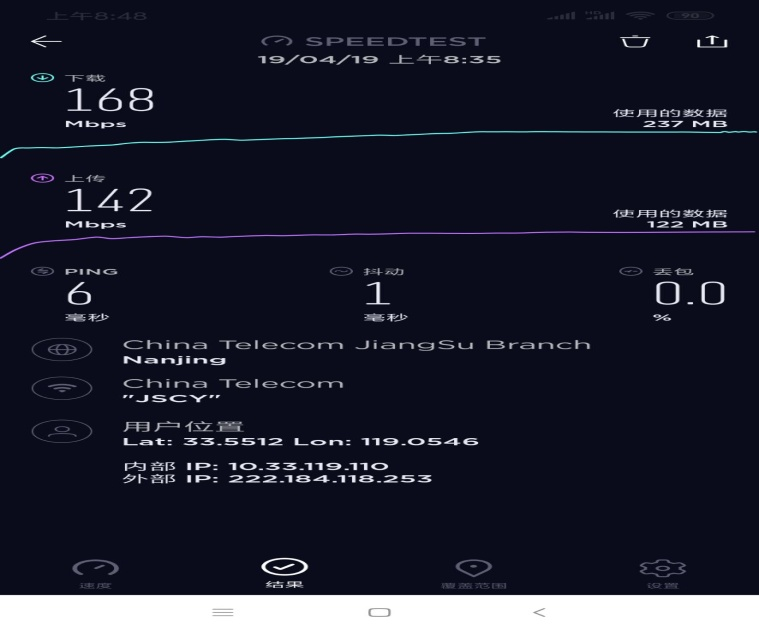 上午8:48 HD 90
SPEEDTEST
19/04/19 上午8:35
下载
168
Mbps
使用的数据
237 MB
上传
142
Mbps
使用的数据
122 MB
PING 抖动 丢包
6 1 0.0
毫秒 毫秒 %
China Telecom JiangSu Branch
Nanjing
China Telecom
"JSCY"
用户位置
Lat: 33.5512 Lon: 119.0546
内部 IP: 10.33.119.110
外部 IP: 222.184.118.253
速度 结果 覆盖范围 设置